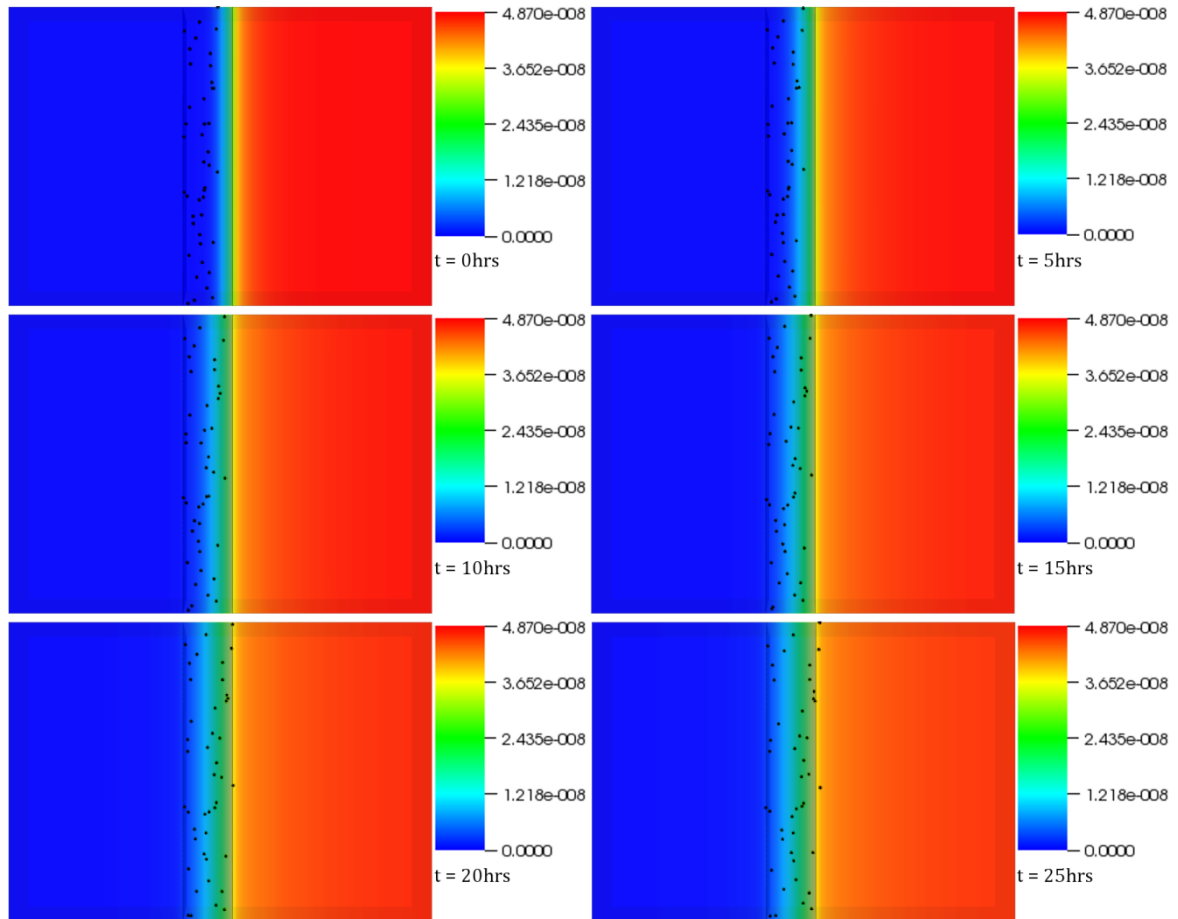 4.870e-008
3.652e-008
2.435e-008
1.218e-008
0.0000
t = 0hrs
4.870e-008
3.652e-008
2.435e-008
1.218e-008
0.0000
t = 5hrs
4.870e-008
3.652e-008
2.435e-008
1.218e-008
0.0000
t = 10hrs
4.870e-008
3.652e-008
2.435e-008
1.218e-008
0.0000
t = 15hrs
4.870e-008
3.652e-008
2.435e-008
1.218e-008
0.0000
t = 20hrs
4.870e-008
3.652e-008
2.435e-008
1.218e-008
0.0000
t = 25hrs